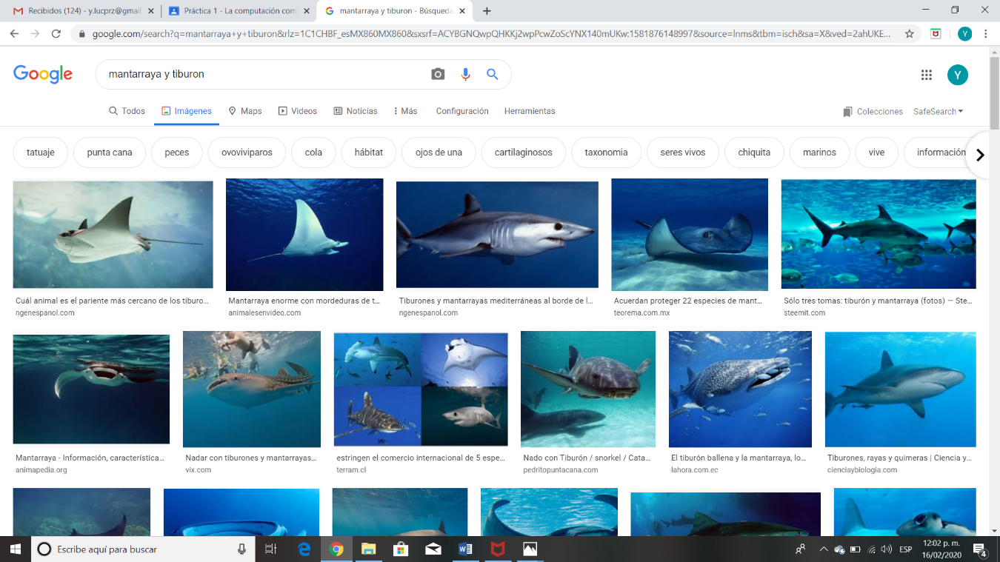 Recibidos (124) - y.lucprz@gmail
Práctica 1 - La computación com
mantarraya y tiburon - Búsqueda
google.com/search?q=mantarraya+y+tiburon&rlz=1C1CHBF_esMX860MX860&sxsrf=ACYBGNQwpQHKKj2wpPcwZoScYNX140mUKw:1581876148997&source=lnms&tbm=isch&sa=X&ved=2ahUKE...
Y
Google
mantarraya y tiburon
Y
Todos
Imágenes
Maps
Videos
Noticias
Más
Configuración
Herramientas
Colecciones
SafeSearch
tatuaje
punta cana
peces
ovoviviparos
cola
hábitat
ojos de una
cartilaginosos
taxonomia
seres vivos
chiquita
marinos
vive
información
Cuál animal es el pariente más cercano de los tiburo...
ngenespanol.com
Mantarraya enorme con mordeduras de t...
animalesenvideo.com
Tiburones y mantarrayas mediterráneas al borde de l...
ngenespanol.com
Acuerdan proteger 22 especies de mant...
teorema.com.mx
Sólo tres tomas: tiburón y mantarraya (fotos) — Ste...
steemit.com
Mantarraya - Información, característica...
animapedia.org
Nadar con tiburones y mantarrayas...
vix.com
estringen el comercio internacional de 5 espe...
terram.cl
Nado con Tiburón / snorkel / Cata...
pedritopuntacana.com
El tiburón ballena y la mantarraya, lo...
lahora.com.ec
Tiburones, rayas y quimeras | Ciencia y...
cienciaybiologia.com
Escribe aquí para buscar
ESP
12:02 p. m.
16/02/2020
4